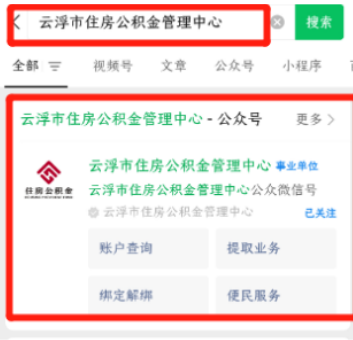 云浮市住房公积金管理中心 搜索
全部 视频号 文章 公众号 小程序
云浮市住房公积金管理中心 - 公众号 更多
云浮市住房公积金管理中心 事业单位
云浮市住房公积金管理中心公众微信号
住房公积金
云浮市住房公积金管理中心 已关注
账户查询 提取业务
绑定解绑 便民服务